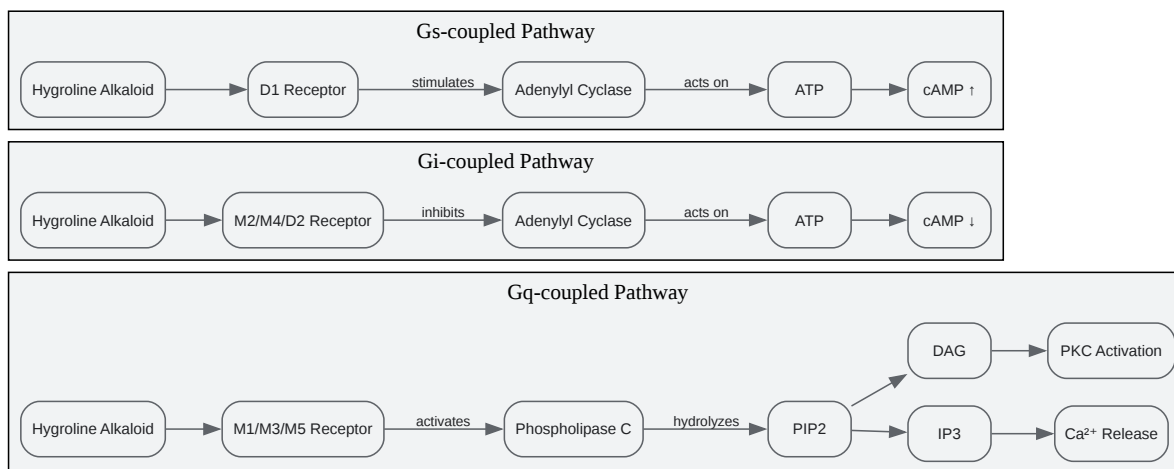 Gs-coupled Pathway
Hygroline Alkaloid
D1 Receptor
stimulates
Adenylyl Cyclase
acts on
ATP
cAMP ↑
Gi-coupled Pathway
Hygroline Alkaloid
M2/M4/D2 Receptor
inhibits
Adenylyl Cyclase
acts on
ATP
cAMP ↓
Gq-coupled Pathway
DAG
PKC Activation
Hygroline Alkaloid
M1/M3/M5 Receptor
activates
Phospholipase C
hydrolyzes
PIP2
IP3
Ca²⁺ Release